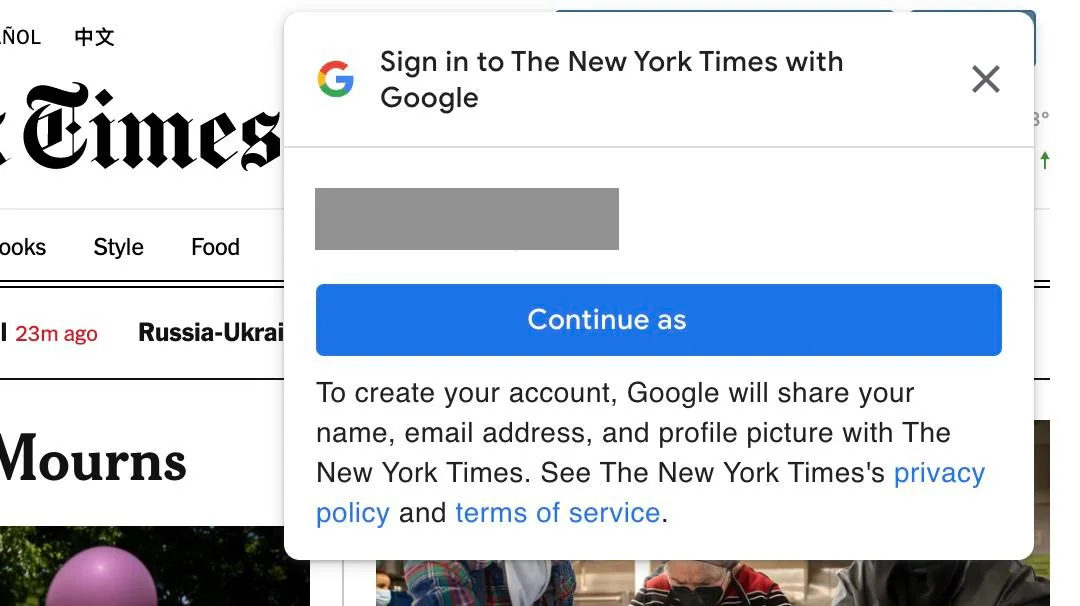 ÑOL 中文
Times
ooks Style Food
23m ago Russia-Ukrai
Mourns
Sign in to The New York Times with
Google
3°
Continue as
To create your account, Google will share your
name, email address, and profile picture with The
New York Times. See The New York Times's privacy
policy and terms of service.